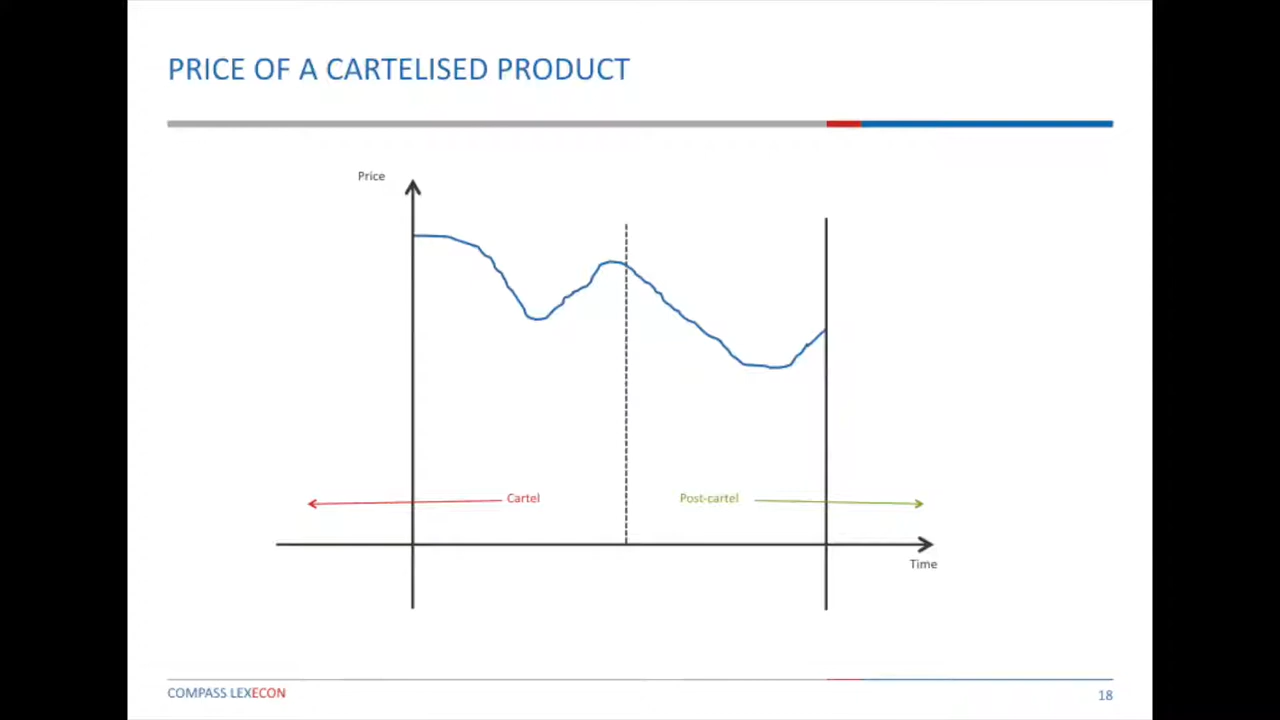 PRICE OF A CARTELISED PRODUCT
Price
Cartel
Post-cartel
Time
COMPASS LEXECON
18